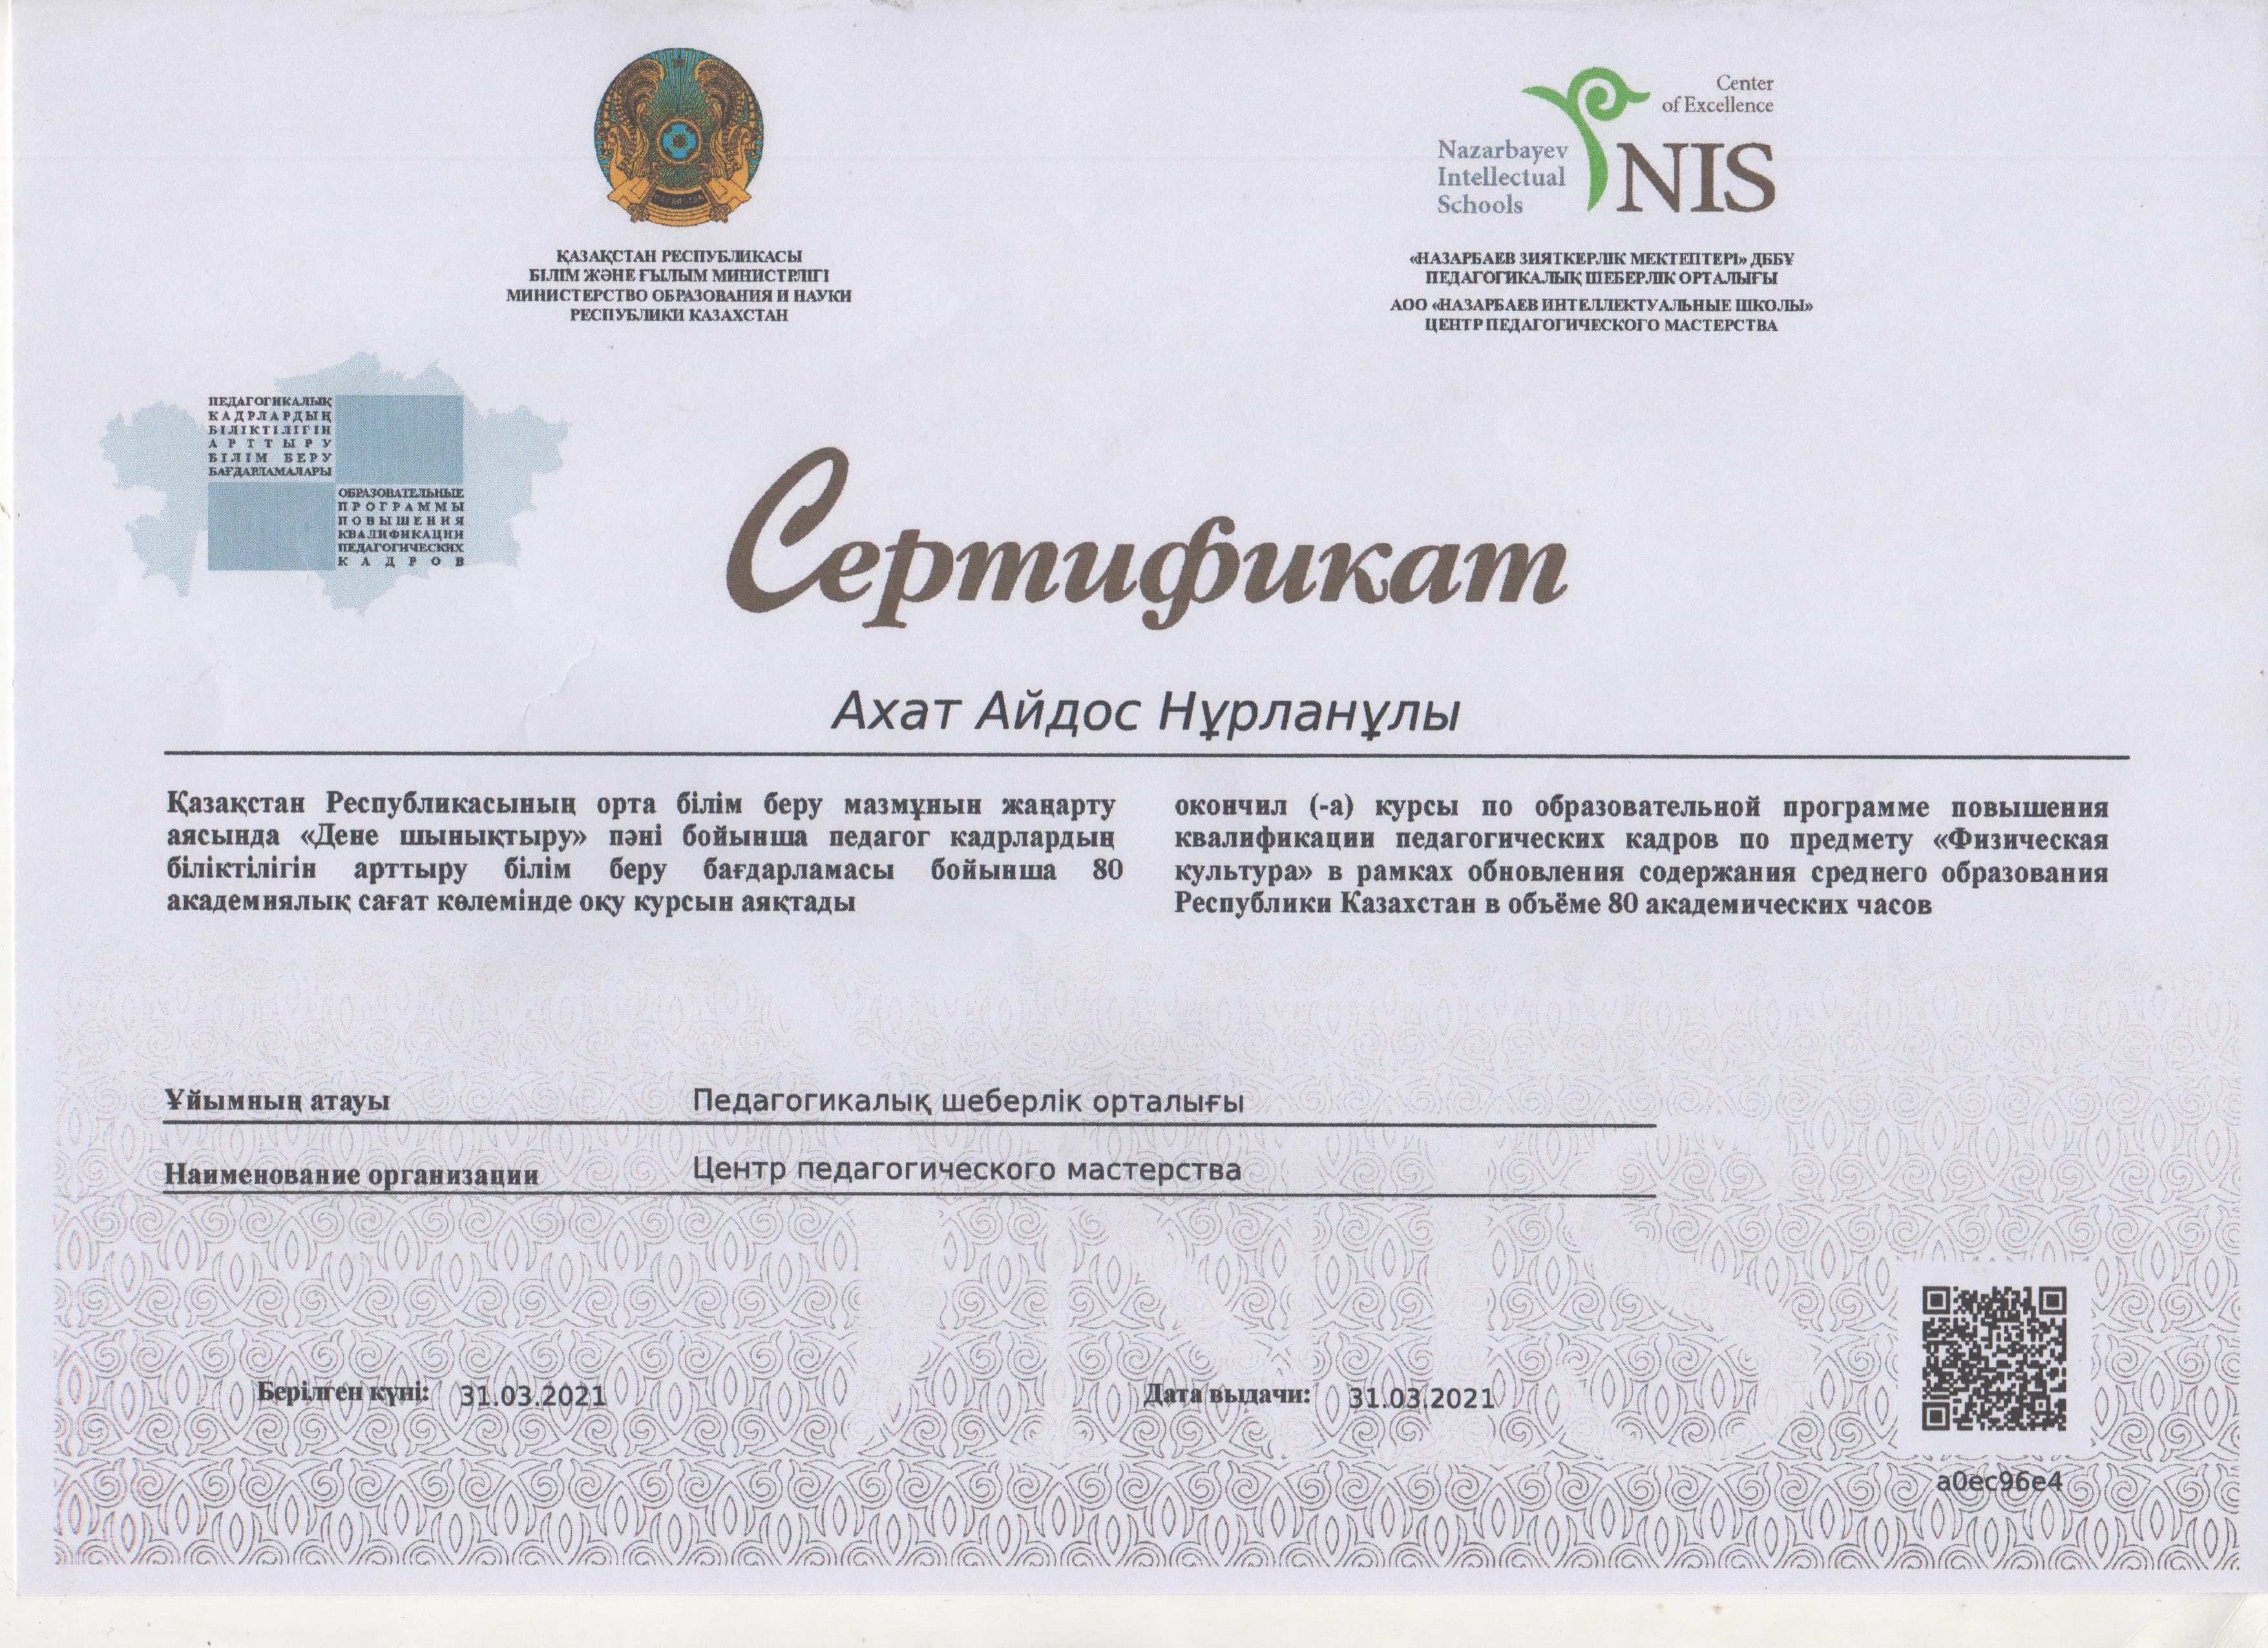 Center
of Excellence
Nazarbayev
Intellectual
Schools
NIS
ҚАЗАҚСТАН РЕСПУБЛИКАСЫ
БІЛІМ ЖӘНЕ ҒЫЛЫМ МИНИСТРЛІГІ
МИНИСТЕРСТВО ОБРАЗОВАНИЯ И НАУКИ
РЕСПУБЛИКИ КАЗАХСТАН
«НАЗАРБАЕВ ЗИЯТКЕРЛІК МЕКТЕПТЕРІ» ДББҰ
ПЕДАГОГИКАЛЫҚ ШЕБЕРЛІК ОРТАЛЫҒЫ
АОО «НАЗАРБАЕВ ИНТЕЛЛЕКТУАЛЬНЫЕ ШКОЛЫ»
ЦЕНТР ПЕДАГОГИЧЕСКОГО МАСТЕРСТВА
ПЕДАГОГИКАЛЫҚ
КАДРЛАРДЫҢ
БІЛІКТІЛІГІН
АРТТЫРУ
БІЛІМ БЕРУ
БАҒДАРЛАМАЛАРЫ
ОБРАЗОВАТЕЛЬНЫЕ
ПРОГРАММЫ
ПОВЫШЕНИЯ
КВАЛИФИКАЦИИ
ПЕДАГОГИЧЕСКИХ
КАДРОВ
Сертификат
Ахат Айдос Нұрланұлы
Қазақстан Республикасының орта білім беру мазмұнын жаңарту
аясында «Дене шынықтыру» пәні бойынша педагог кадрлардың
біліктілігін арттыру білім беру бағдарламасы бойынша 80
академиялық сағат көлемінде оқу курсын аяқтады
окончил (-а) курсы по образовательной программе повышения
квалификации педагогических кадров по предмету «Физическая
культура» в рамках обновления содержания среднего образования
Республики Казахстан в объёме 80 академических часов
Ұйымның атауы Педагогикалық шеберлік орталығы
Наименование организации Центр педагогического мастерства
Берілген күні: 31.03.2021 Дата выдачи: 31.03.2021
a0ec96e4